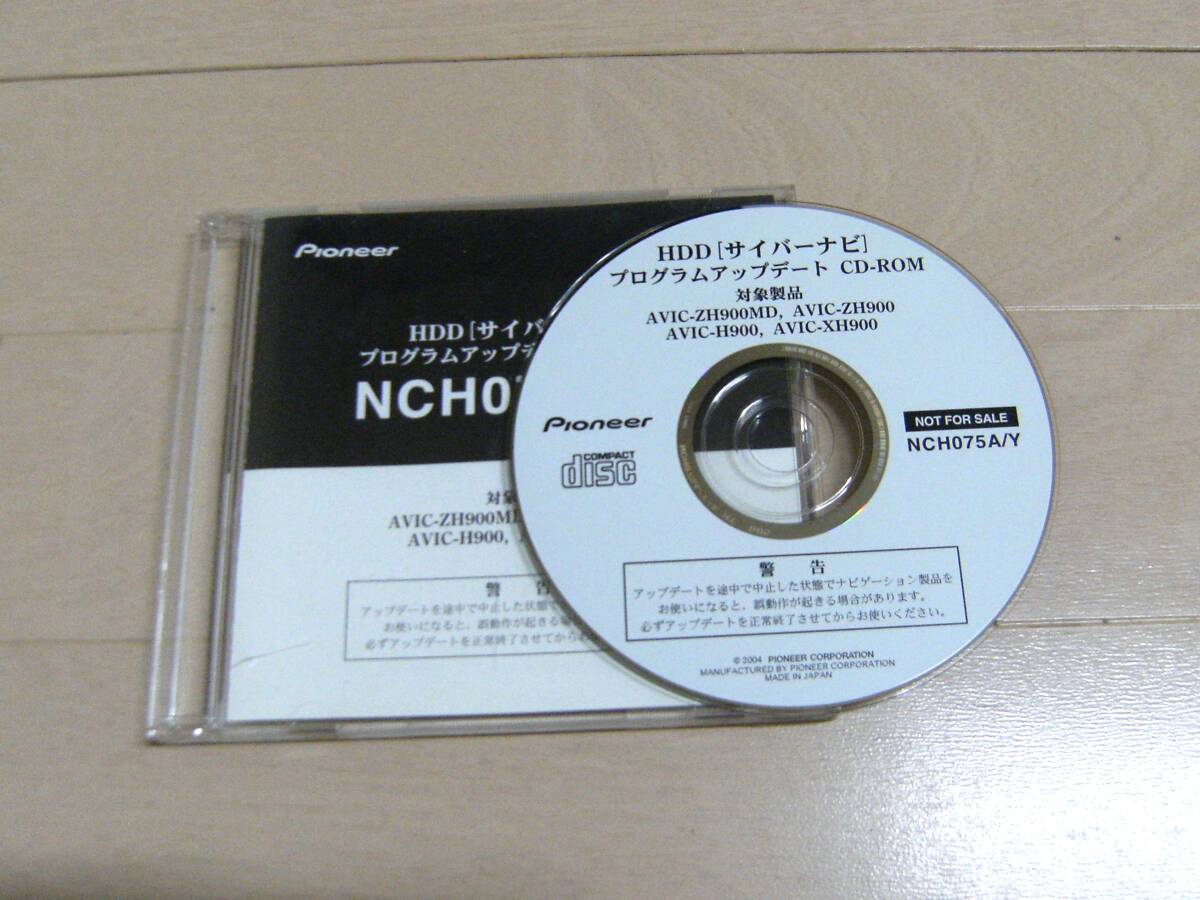 Pioneer
HDD [サイバ
プログラムアップデ
NCH0
対象
AVIC-ZH900MD
AVIC-H900,
警 告
アップデートを途中で中止した状態で
お使いになると、誤動作が起きる場
必ずアップデートを正常終了させてからお
HDD [サイバーナビ]
プログラムアップデート CD-ROM
対象製品
AVIC-ZH900MD, AVIC-ZH900
AVIC-H900, AVIC-XH900
Pioneer
COMPACT
disc
NOT FOR SALE
NCH075A/Y
警 告
アップデートを途中で中止した状態でナビゲーション製品を
お使いになると、誤動作が起きる場合があります。
必ずアップデートを正常終了させてからお使いください。
© 2004 PIONEER CORPORATION
MANUFACTURED BY PIONEER CORPORATION
MADE IN JAPAN